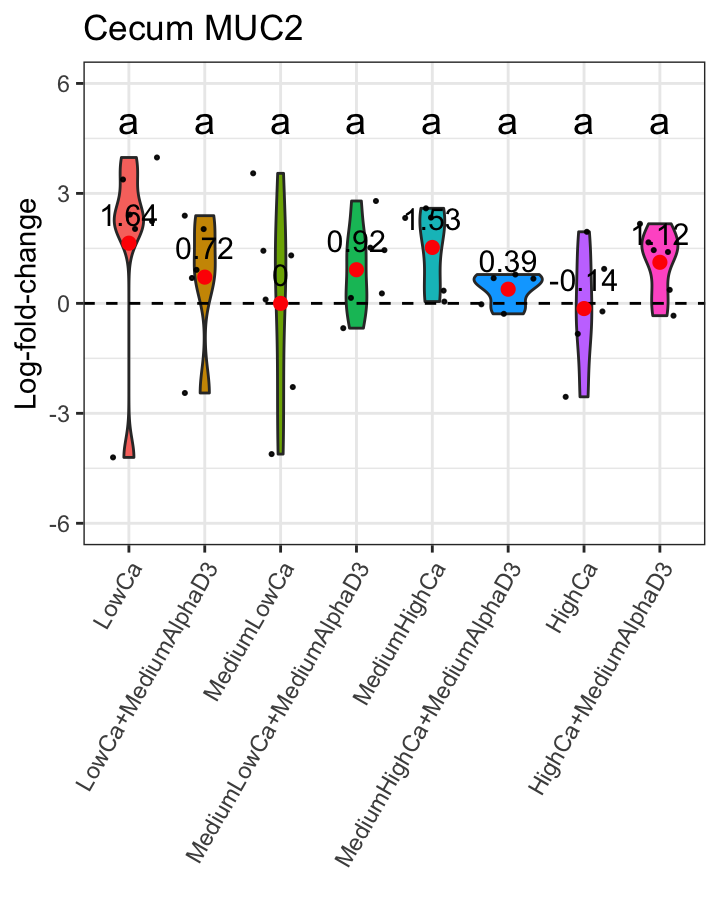 Cecum MUC2
Log-fold-change
6
3
0
-3
-6
a a a a a a a a
1.64 0.72 0 0.92 1.53 0.39 -0.14 1.12
LowCa
LowCa+MediumAlphaD3
MediumLowCa
MediumLowCa+MediumAlphaD3
MediumHighCa
MediumHighCa+MediumAlphaD3
HighCa
HighCa+MediumAlphaD3